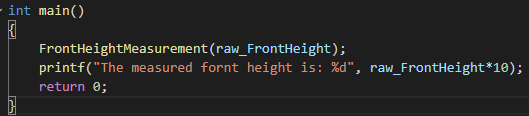 int main()
{
FrontHeightMeasurement(raw_FrontHeight);
printf("The measured fornt height is: %d", raw_FrontHeight*10);
return 0;
}